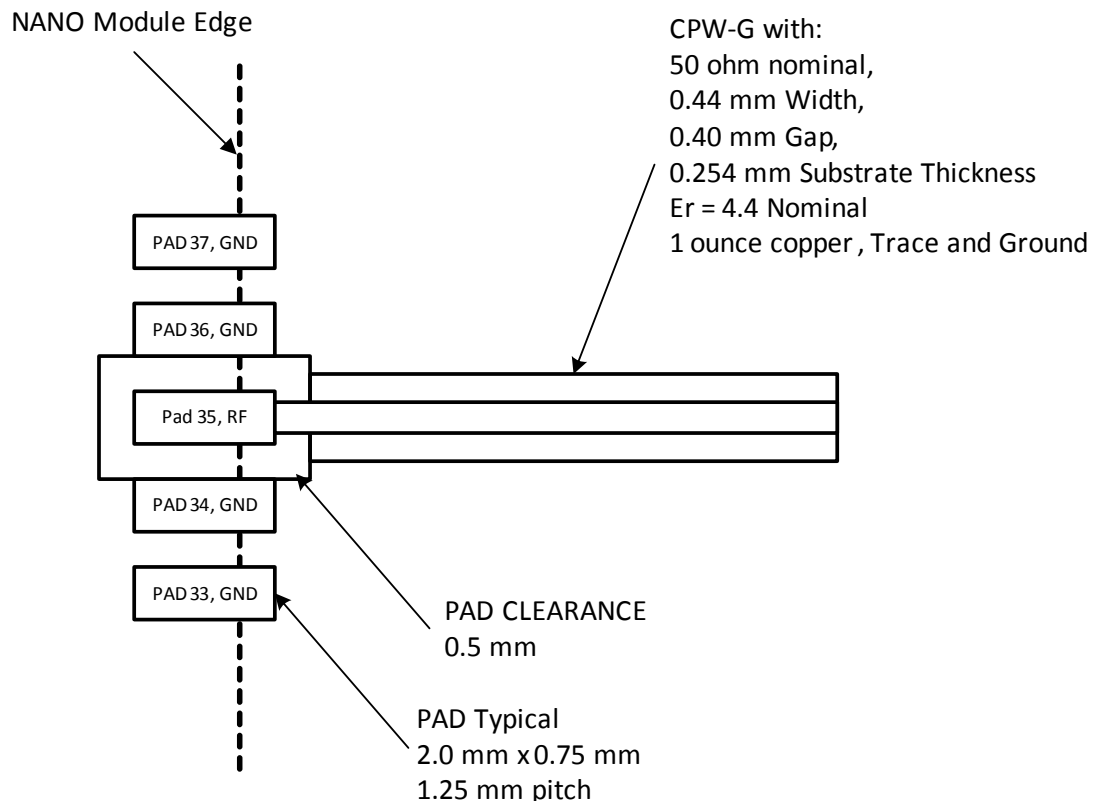 NANO Module Edge
CPW-G with:
50 ohm nominal,
0.44 mm Width,
0.40 mm Gap,
0.254 mm Substrate Thickness
Er = 4.4 Nominal
1 ounce copper , Trace and Ground
PAD 37, GND
PAD 36, GND
Pad 35, RF
PAD 34, GND
PAD 33, GND
PAD CLEARANCE
0.5 mm
PAD Typical
2.0 mm x 0.75 mm
1.25 mm pitch